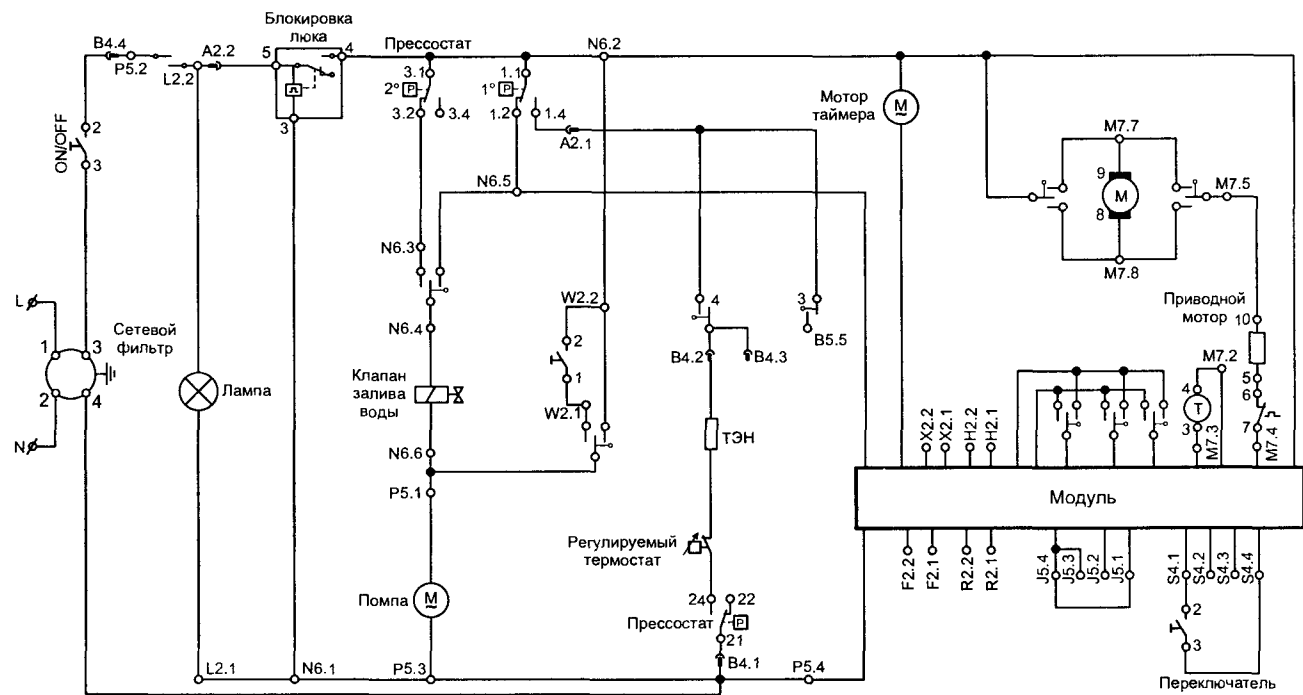 Блокировка
люка
B4.4
P5.2
A2.2
L2.2
5
4
3
Прессостат
3.1
2°
P
3.2
3.4
1.1
1°
P
1.2
1.4
A2.1
N6.2
Мотор
таймера
M
~
M7.7
9
M
8
M7.5
M7.8
ON/OFF
2
3
N6.5
N6.3
N6.4
W2.2
2
1
W2.1
4
B4.2
B4.3
3
B5.5
Приводной
мотор
10
L
N
1
3
2
4
Сетевой
фильтр
Лампа
Клапан
залива
воды
N6.6
P5.1
ТЭН
5
6
7
M7.2
4
T
3
M7.3
M7.4
X2.2
X2.1
H2.2
H2.1
Модуль
F2.2
F2.1
R2.2
R2.1
J5.4
J5.3
J5.2
J5.1
S4.1
S4.2
S4.3
S4.4
Регулируемый
термостат
Помпа
M
~
24
22
Прессостат
P
21
B4.1
2
3
Переключатель
L2.1
N6.1
P5.3
P5.4